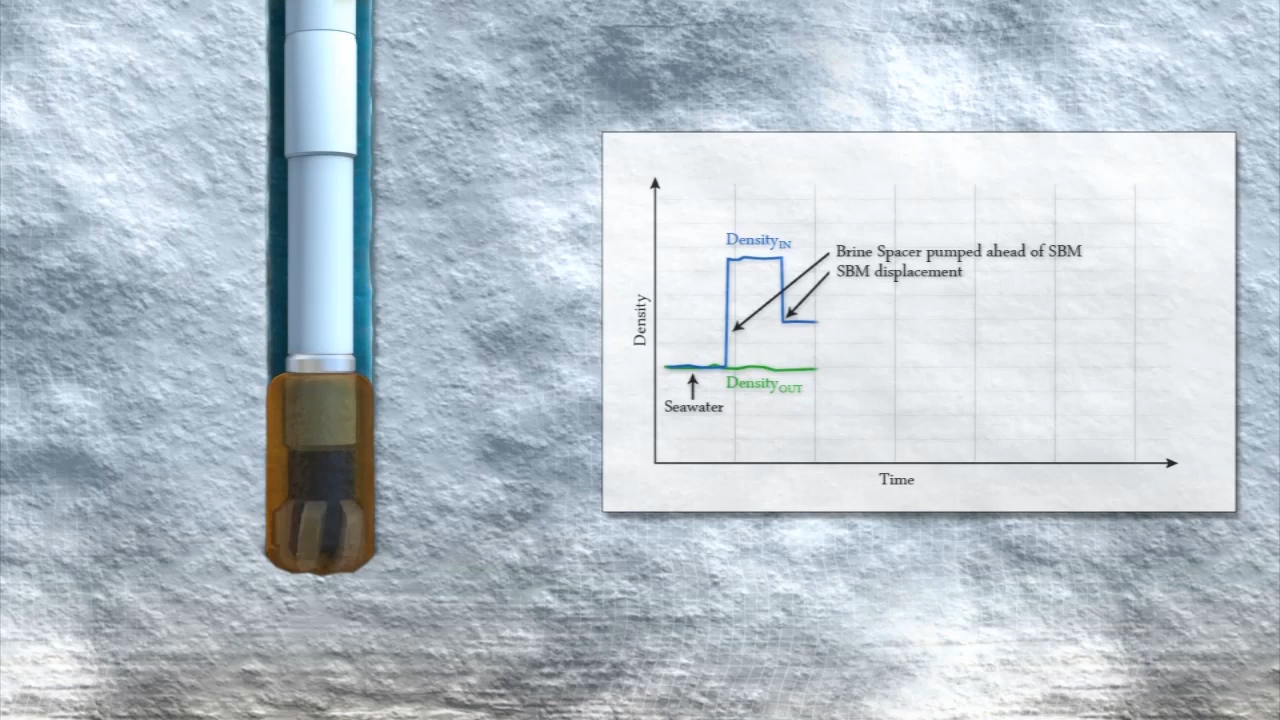 Density_IN
Brine Spacer pumped ahead of SBM
SBM displacement
Density
Density_OUT
Seawater
Time